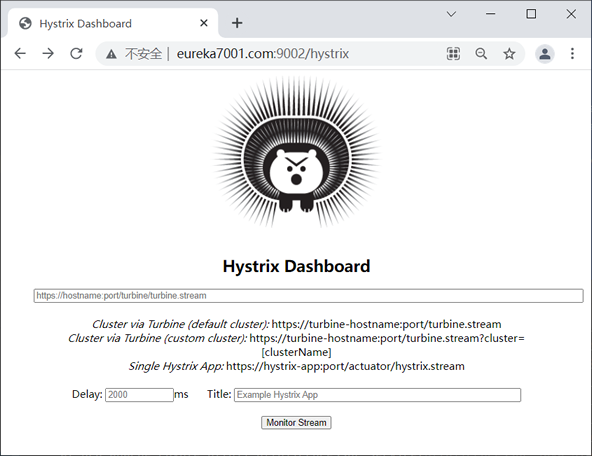 Hystrix Dashboard
不安全 | eureka7001.com:9002/hystrix
Hystrix Dashboard
https://hostname:port/turbine/turbine.stream
Cluster via Turbine (default cluster): https://turbine-hostname:port/turbine.stream
Cluster via Turbine (custom cluster): https://turbine-hostname:port/turbine.stream?cluster=
[clusterName]
Single Hystrix App: https://hystrix-app:port/actuator/hystrix.stream
Delay: 2000 ms Title: Example Hystrix App
Monitor Stream